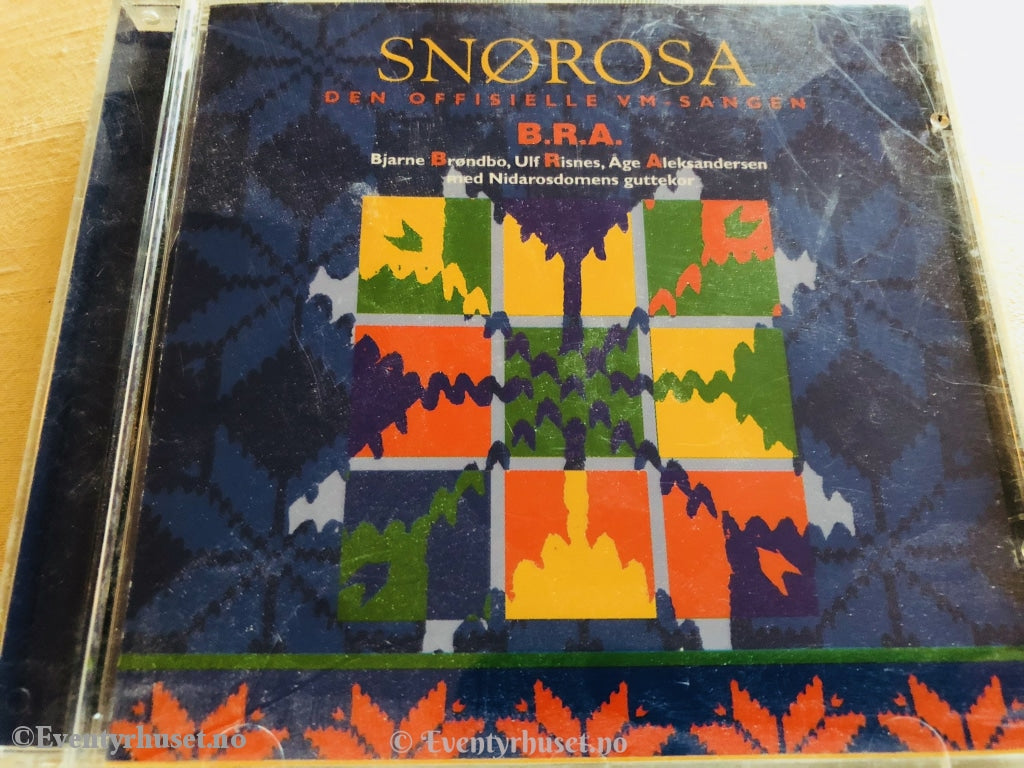 SNØROSA
DEN OFFISIELLE VM-SANGEN
B.R.A.
Bjarne Brøndbo, Ulf Risnes, Åge Aleksandersen
med Nidarosdomens guttekor
©Eventyrhuset.no © Eventyrhuset.no